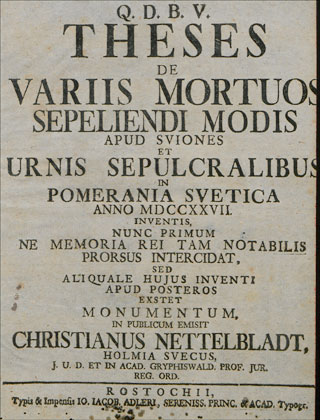 Q. D. B. V.
THESES
DE
VARIIS MORTUOS
SEPELIENDI MODIS
APUD SVIONES
ET
URNIS SEPULCRALIBUS
IN
POMERANIA SVETICA
ANNO MDCCXXVII.
INVENTIS,
NUNC PRIMUM
NE MEMORIA REI TAM NOTABILIS
PRORSUS INTERCIDAT,
SED
ALIQUALE HUJUS INVENTI
APUD POSTEROS
EXSTET
MONUMENTUM,
IN PUBLICUM EMISIT
CHRISTIANUS NETTELBLADT,
HOLMIA SVECUS,
J. U. D. ET IN ACAD. GRYPHISWALD. PROF. JUR.
REG. ORD.
ROSTOCHII,
Typis & Impensis IO. IACOB. ADLERI, SERENISS. PRINCIP. & ACAD. Typogr.